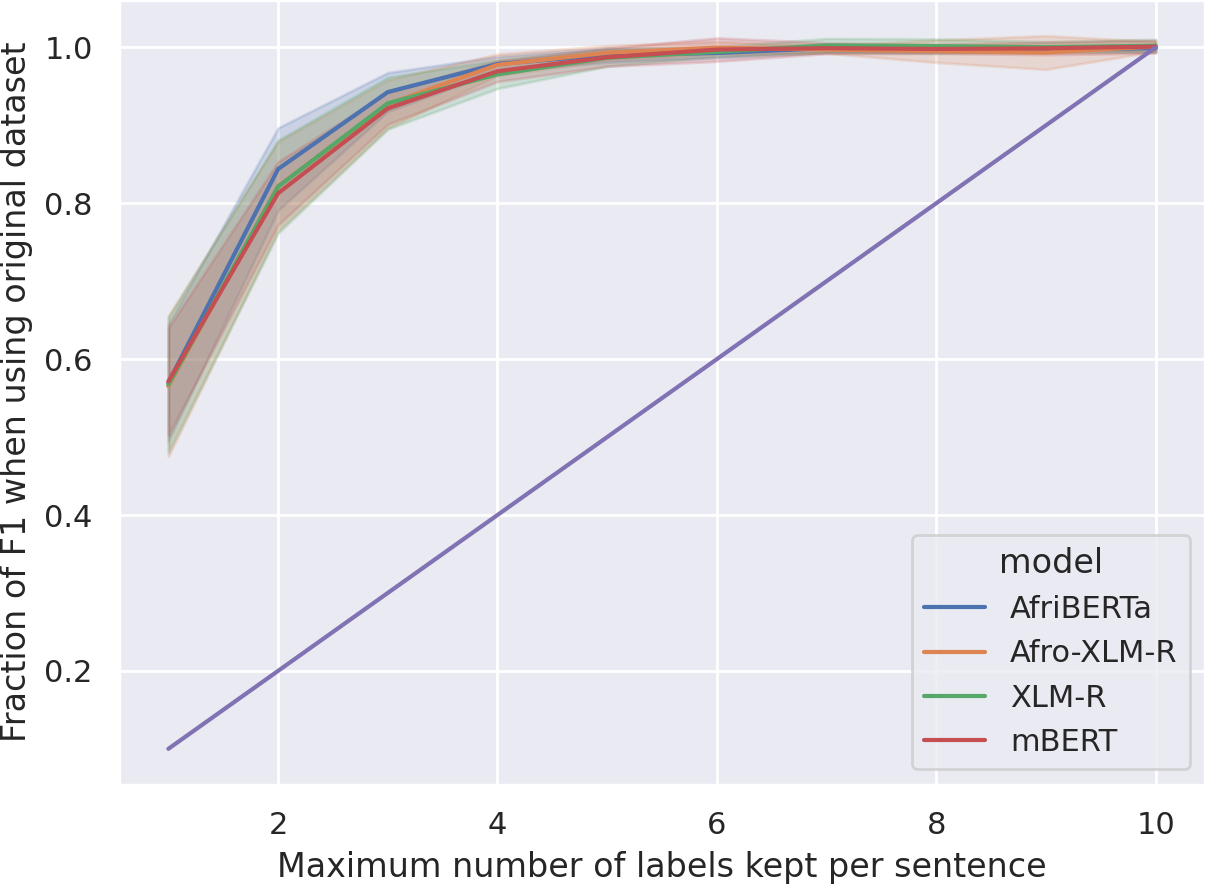 Fraction of F1 when using original dataset
1.0
0.8
0.6
0.4
0.2
2 4 6 8 10
Maximum number of labels kept per sentence
model
AfriBERTa
Afro-XLM-R
XLM-R
mBERT